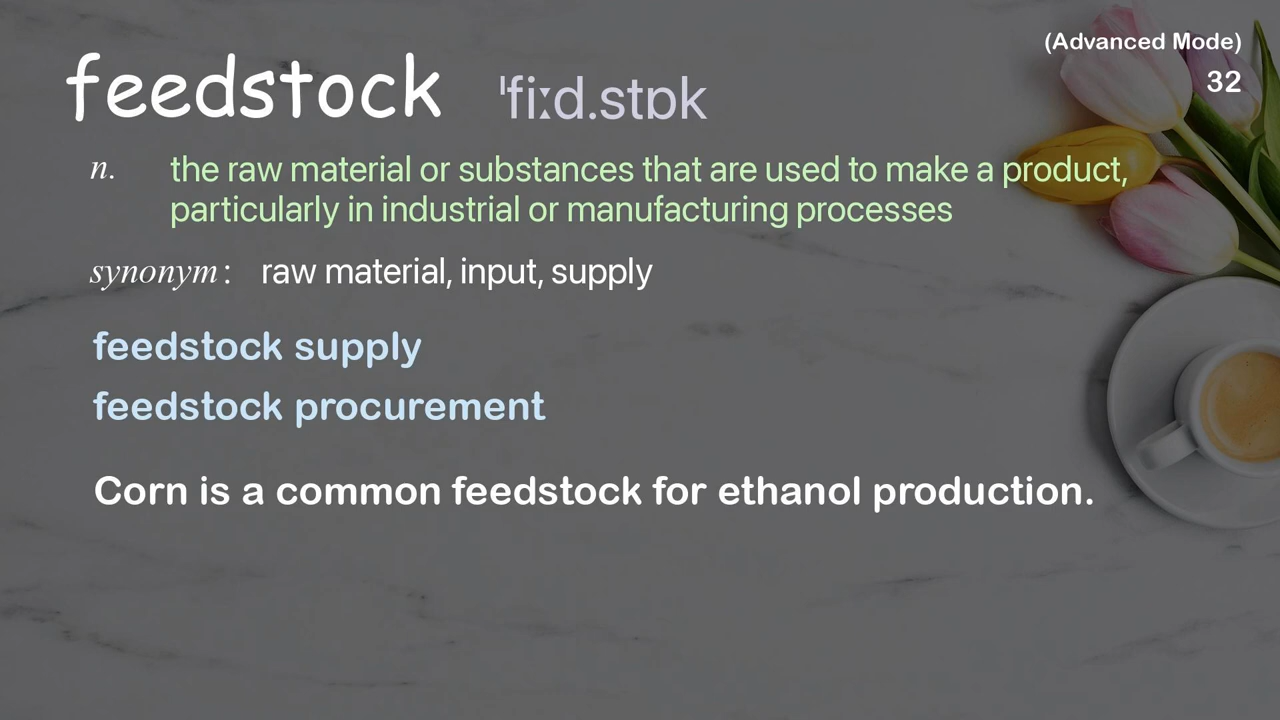 (Advanced Mode)
32
feedstock ˈfiːd.stɒk
n. the raw material or substances that are used to make a product,
particularly in industrial or manufacturing processes
synonym: raw material, input, supply
feedstock supply
feedstock procurement
Corn is a common feedstock for ethanol production.